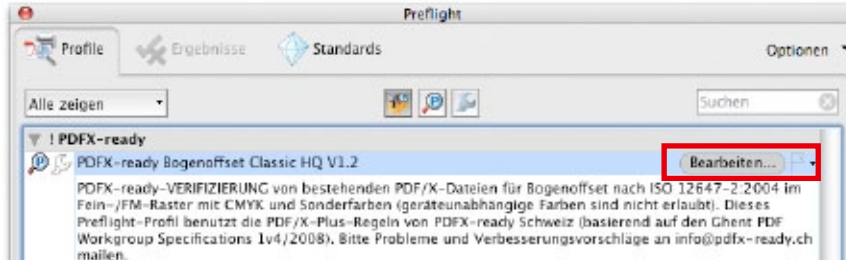 Preflight
Profile Ergebnisse Standards Optionen
Alle zeigen Suchen
! PDFX-ready
PDFX-ready Bogenoffset Classic HQ V1.2 Bearbeiten...
PDFX-ready-VERIFIZIERUNG von bestehenden PDF/X-Dateien für Bogenoffset nach ISO 12647-2:2004 im
Fein-/FM-Raster mit CMYK und Sonderfarben (geräteunabhängige Farben sind nicht erlaubt). Dieses
Preflight-Profil benutzt die PDF/X-Plus-Regeln von PDFX-ready Schweiz (basierend auf den Ghent PDF
Workgroup Specifications 1v4/2008). Bitte Probleme und Verbesserungsvorschläge an info@pdfx-ready.ch
mailen.